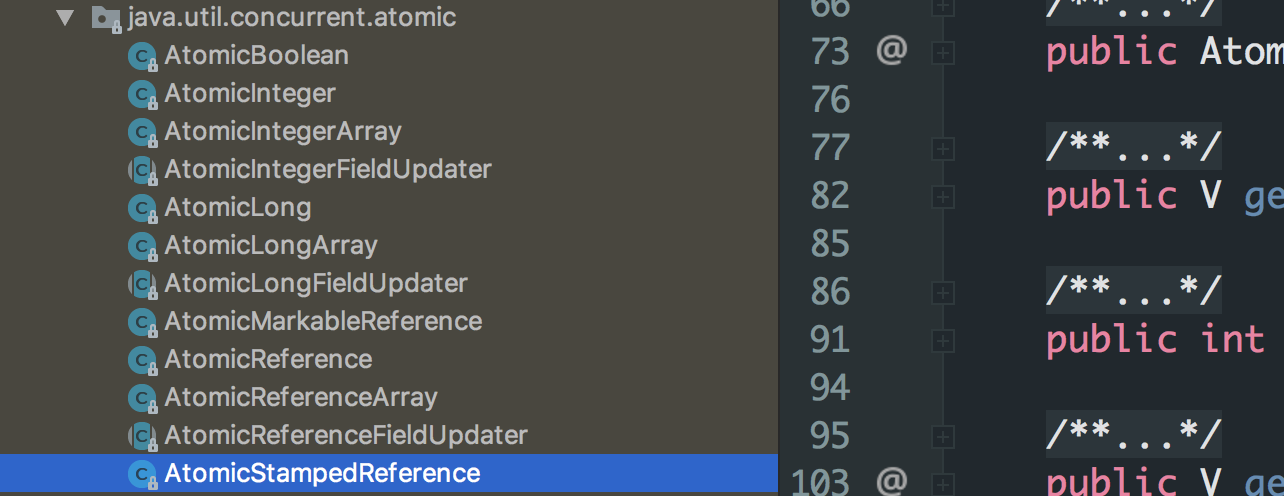 java.util.concurrent.atomic
AtomicBoolean
AtomicInteger
AtomicIntegerArray
AtomicIntegerFieldUpdater
AtomicLong
AtomicLongArray
AtomicLongFieldUpdater
AtomicMarkableReference
AtomicReference
AtomicReferenceArray
AtomicReferenceFieldUpdater
AtomicStampedReference
66 /**...*/
73 @ public Atom
76
77 /**...*/
82 public V ge
85
86 /**...*/
91 public int
94
95 /**...*/
103 @ public V ge